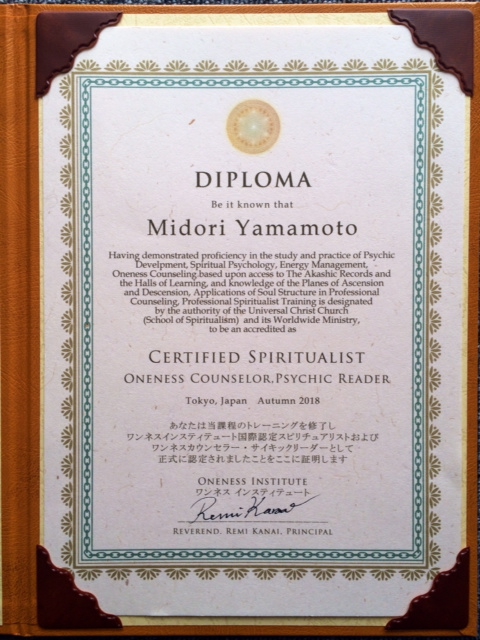 DIPLOMA
Be it known that
Midori Yamamoto
Having demonstrated proficiency in the study and practice of Psychic
Develpment, Spiritual Psychology, Energy Management,
Oneness Counseling based upon access to The Akashic Records and
the Halls of Learning, and knowledge of the Planes of Ascension
and Descension, Applications of Soul Structure in Professional
Counseling, Professional Spiritualist Training is designated
by the authority of the Universal Christ Church
(School of Spiritualism) and its Worldwide Ministry,
to be an accredited as
CERTIFIED SPIRITUALIST
ONENESS COUNSELOR,PSYCHIC READER
Tokyo, Japan Autumn 2018
あなたは当課程のトレーニングを修了し
ワンネスインスティテュート国際認定スピリチュアリストおよび
ワンネスカウンセラー・サイキックリーダーとして
正式に認定されましたことをここに証明します
ONENESS INSTITUTE
ワンネス インスティテュート
Remi Kanai
REVEREND, REMI KANAI, PRINCIPAL